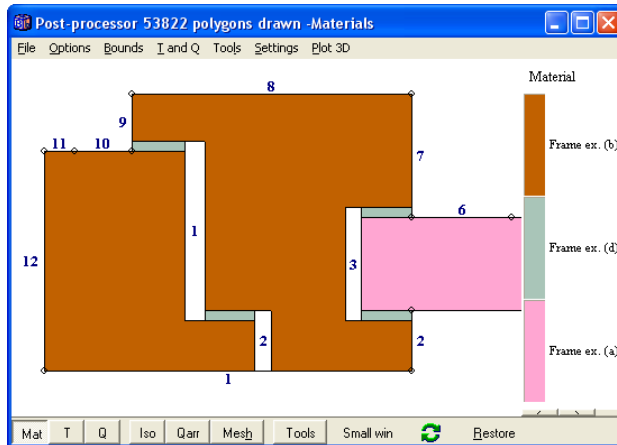 Post-processor 53822 polygons drawn -Materials
File Options Bounds T and Q Tools Settings Plot 3D
Material
8
9
11 10
7
Frame ex. (b)
6
1
Frame ex. (d)
12
3
2
2
Frame ex. (a)
1
Mat T Q Iso Qarr Mesh Tools Small win Restore